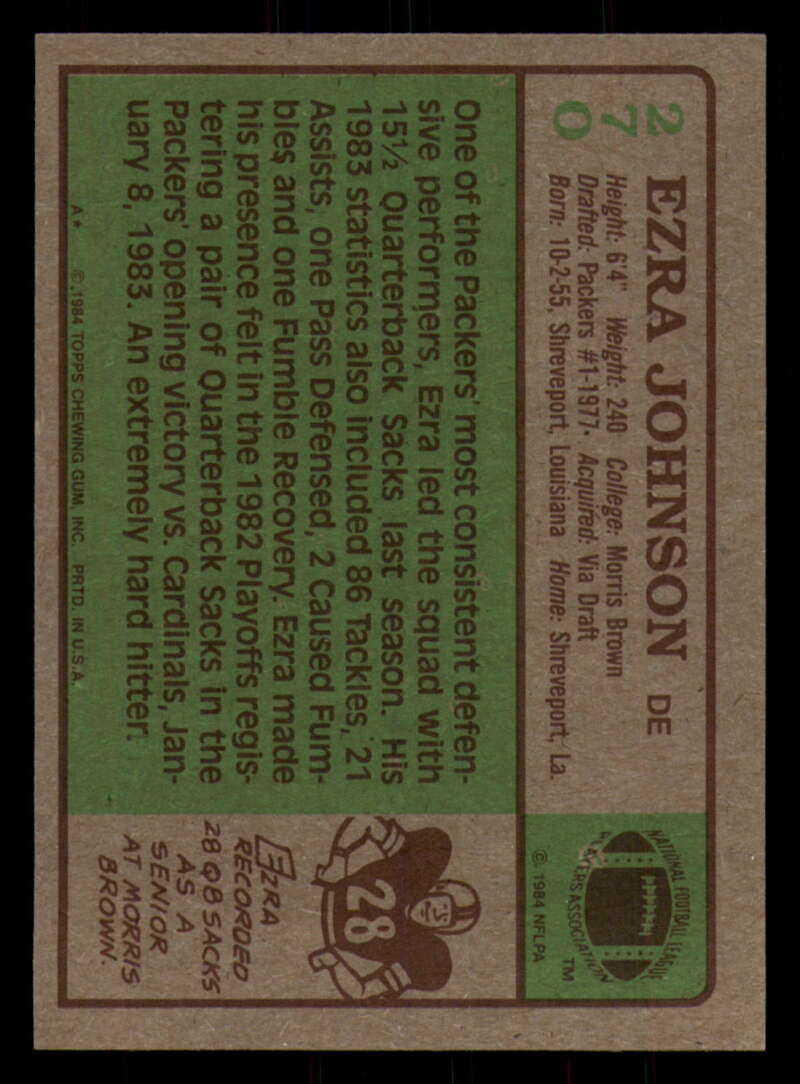 270
EZRA JOHNSON DE
Height: 6'4" Weight: 240 College: Morris Brown
Drafted: Packers #1-1977. Acquired: Via Draft
Born: 10-2-55, Shreveport, Louisiana Home: Shreveport, La.
NATIONAL FOOTBALL LEAGUE
PLAYERS ASSOCIATION
TM
© 1984 NFLPA
One of the Packers' most consistent defen-
sive performers, Ezra led the squad with
15½ Quarterback Sacks last season. His
1983 statistics also included 86 Tackles, 21
Assists, one Pass Defensed, 2 Caused Fum-
bles and one Fumble Recovery. Ezra made
his presence felt in the 1982 Playoffs regis-
tering a pair of Quarterback Sacks in the
Packers' opening victory vs. Cardinals, Jan-
uary 8, 1983. An extremely hard hitter.
A* © 1984 TOPPS CHEWING GUM, INC. PRTD. IN U.S.A.
28
EZRA
RECORDED
28 QB SACKS
AS A
SENIOR
AT MORRIS
BROWN.